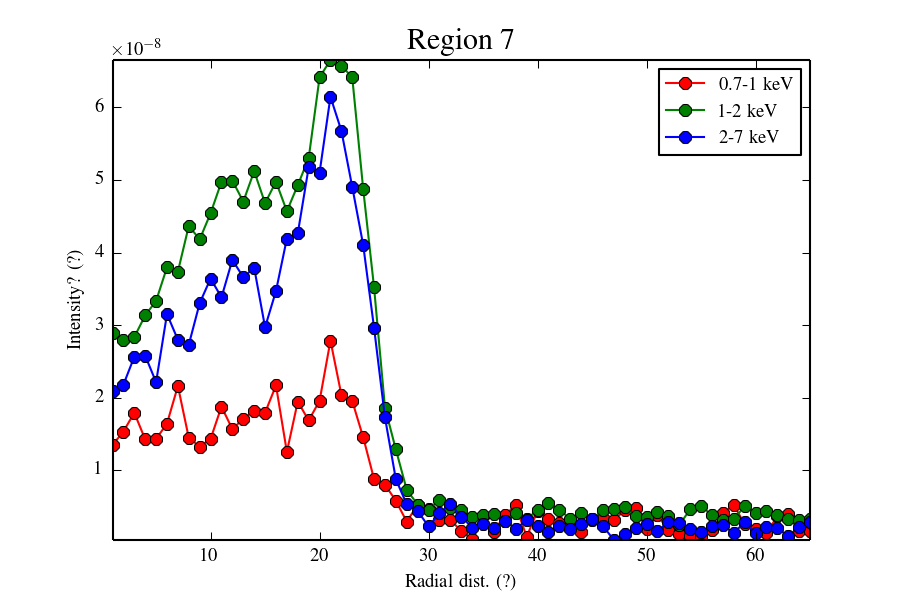 Region 7
×10⁻⁸
0.7-1 keV
1-2 keV
2-7 keV
6
5
4
3
2
1
Intensity? (?)
10 20 30 40 50 60
Radial dist. (?)